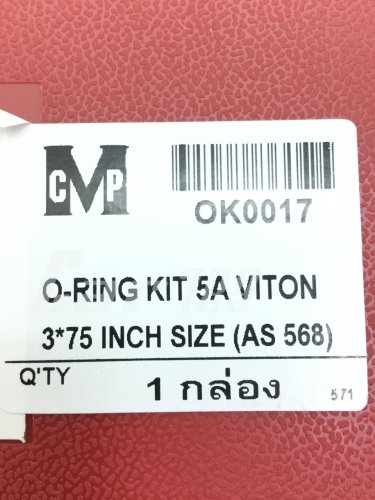 CMP
OK0017
O-RING KIT 5A VITON
3*75 INCH SIZE (AS 568)
Q'TY
1 กล่อง
571